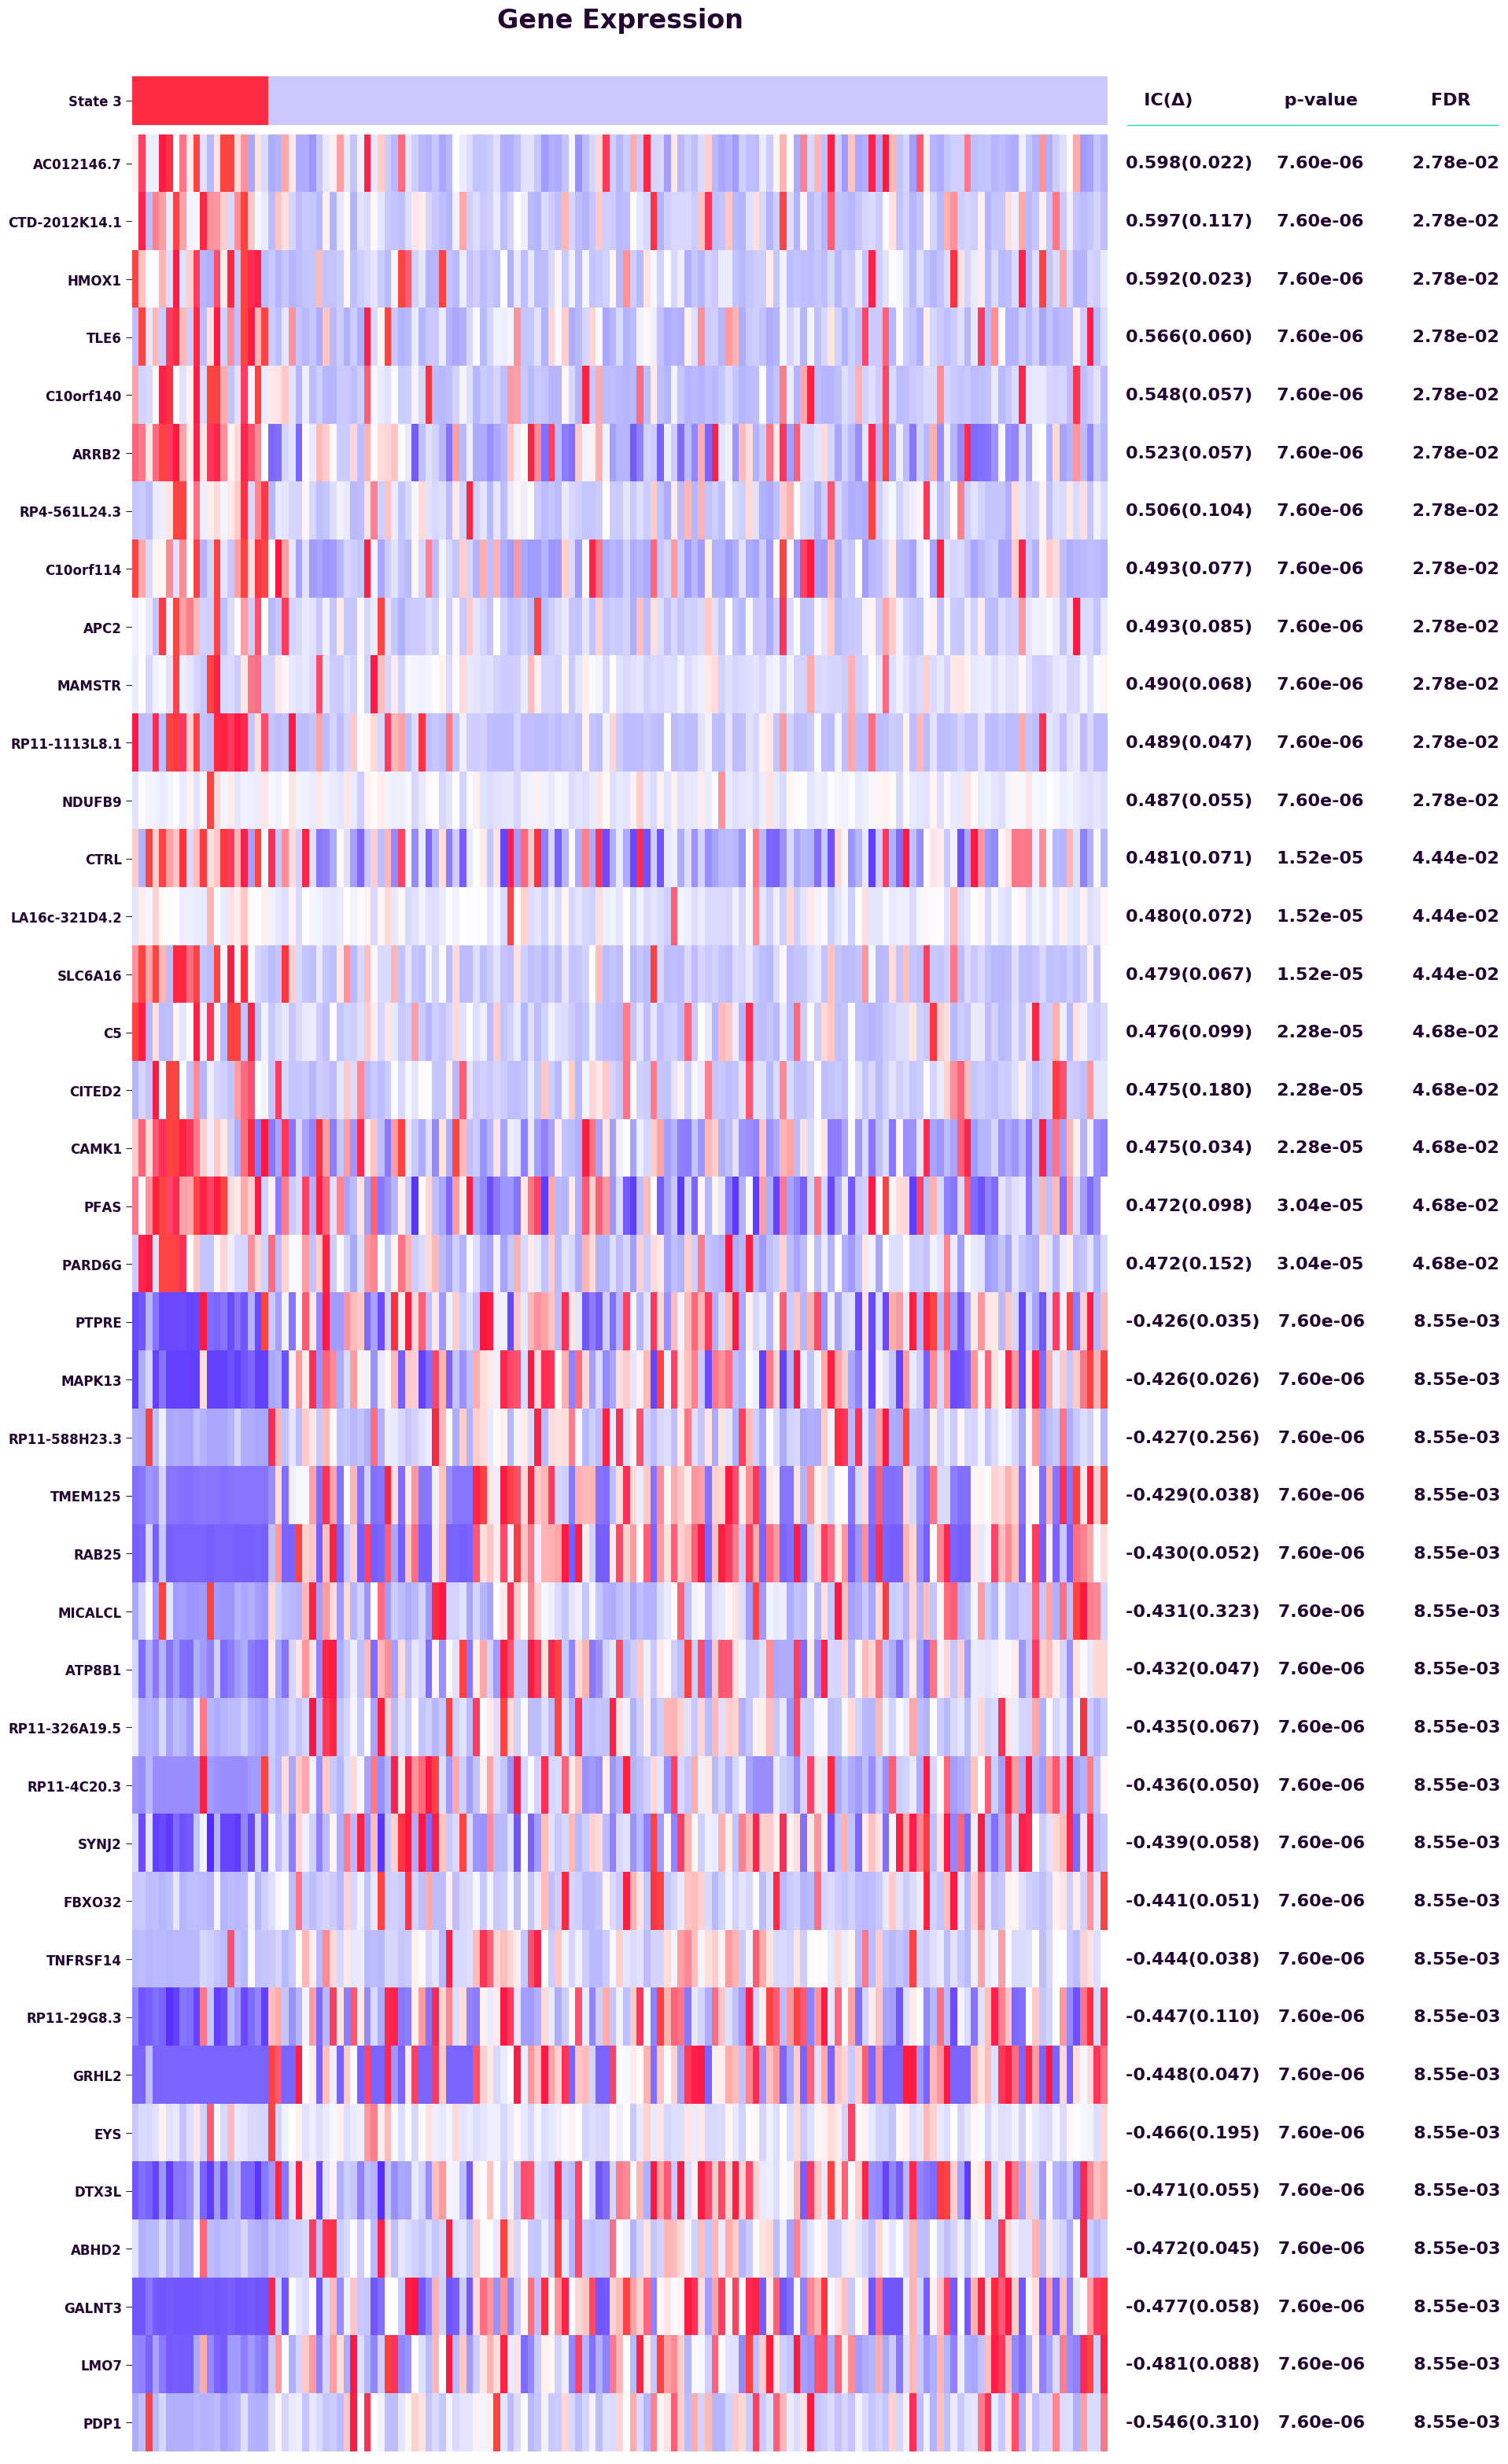 Gene Expression
State 3 IC(Δ) p-value FDR
AC012146.7 0.598(0.022) 7.60e-06 2.78e-02
CTD-2012K14.1 0.597(0.117) 7.60e-06 2.78e-02
HMOX1 0.592(0.023) 7.60e-06 2.78e-02
TLE6 0.566(0.060) 7.60e-06 2.78e-02
C10orf140 0.548(0.057) 7.60e-06 2.78e-02
ARRB2 0.523(0.057) 7.60e-06 2.78e-02
RP4-561L24.3 0.506(0.104) 7.60e-06 2.78e-02
C10orf114 0.493(0.077) 7.60e-06 2.78e-02
APC2 0.493(0.085) 7.60e-06 2.78e-02
MAMSTR 0.490(0.068) 7.60e-06 2.78e-02
RP11-1113L8.1 0.489(0.047) 7.60e-06 2.78e-02
NDUFB9 0.487(0.055) 7.60e-06 2.78e-02
CTRL 0.481(0.071) 1.52e-05 4.44e-02
LA16c-321D4.2 0.480(0.072) 1.52e-05 4.44e-02
SLC6A16 0.479(0.067) 1.52e-05 4.44e-02
C5 0.476(0.099) 2.28e-05 4.68e-02
CITED2 0.475(0.180) 2.28e-05 4.68e-02
CAMK1 0.475(0.034) 2.28e-05 4.68e-02
PFAS 0.472(0.098) 3.04e-05 4.68e-02
PARD6G 0.472(0.152) 3.04e-05 4.68e-02
PTPRE -0.426(0.035) 7.60e-06 8.55e-03
MAPK13 -0.426(0.026) 7.60e-06 8.55e-03
RP11-588H23.3 -0.427(0.256) 7.60e-06 8.55e-03
TMEM125 -0.429(0.038) 7.60e-06 8.55e-03
RAB25 -0.430(0.052) 7.60e-06 8.55e-03
MICALCL -0.431(0.323) 7.60e-06 8.55e-03
ATP8B1 -0.432(0.047) 7.60e-06 8.55e-03
RP11-326A19.5 -0.435(0.067) 7.60e-06 8.55e-03
RP11-4C20.3 -0.436(0.050) 7.60e-06 8.55e-03
SYNJ2 -0.439(0.058) 7.60e-06 8.55e-03
FBXO32 -0.441(0.051) 7.60e-06 8.55e-03
TNFRSF14 -0.444(0.038) 7.60e-06 8.55e-03
RP11-29G8.3 -0.447(0.110) 7.60e-06 8.55e-03
GRHL2 -0.448(0.047) 7.60e-06 8.55e-03
EYS -0.466(0.195) 7.60e-06 8.55e-03
DTX3L -0.471(0.055) 7.60e-06 8.55e-03
ABHD2 -0.472(0.045) 7.60e-06 8.55e-03
GALNT3 -0.477(0.058) 7.60e-06 8.55e-03
LMO7 -0.481(0.088) 7.60e-06 8.55e-03
PDP1 -0.546(0.310) 7.60e-06 8.55e-03